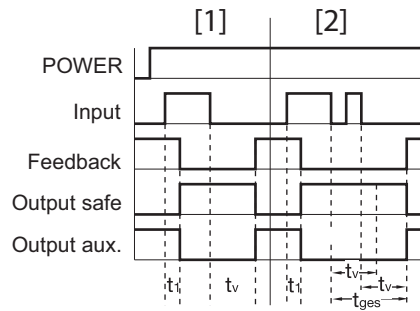 [1] [2]
POWER
Input
Feedback
Output safe
Output aux.
t1 tv t1 tv
tv
tges